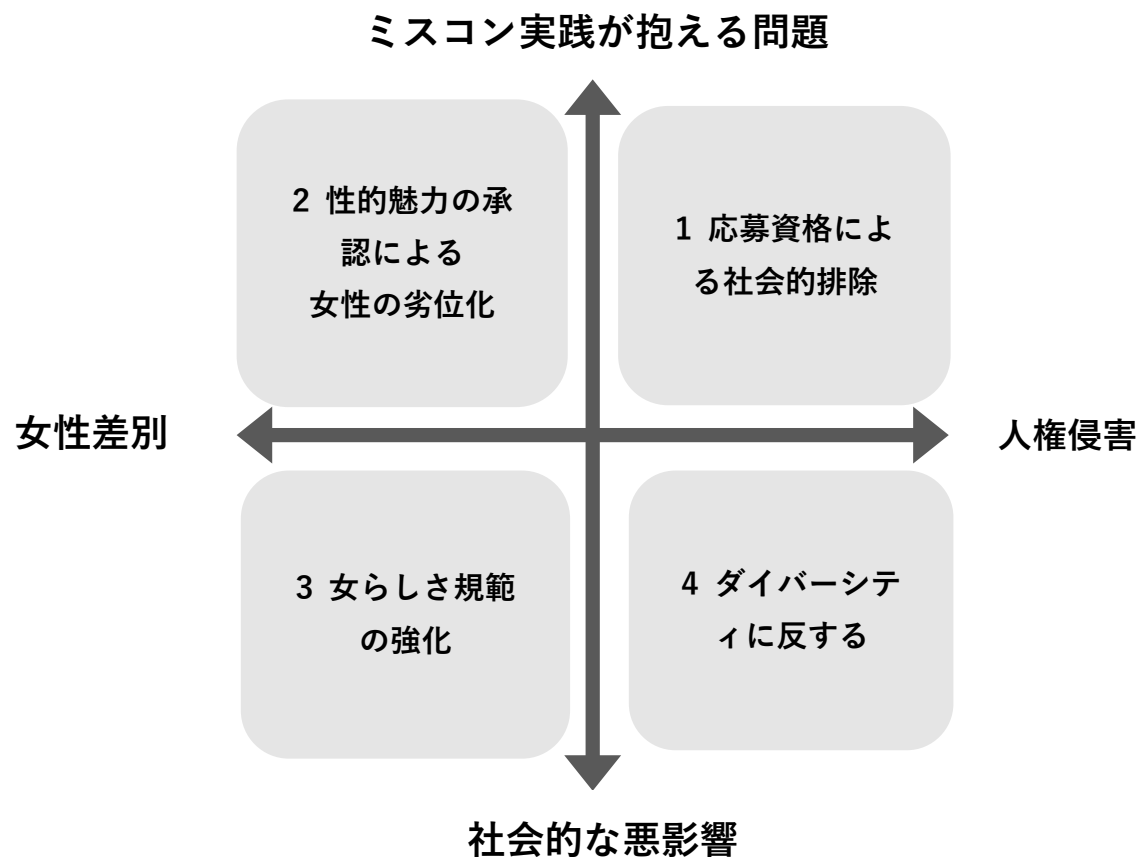 ミスコン実践が抱える問題
2 性的魅力の承
認による
女性の劣位化
1 応募資格によ
る社会的排除
女性差別
人権侵害
3 女らしさ規範
の強化
4 ダイバーシテ
ィに反する
社会的な悪影響